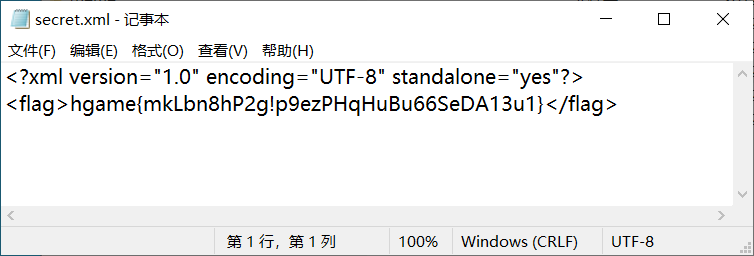 secret.xml - 记事本
文件(F) 编辑(E) 格式(O) 查看(V) 帮助(H)
<?xml version="1.0" encoding="UTF-8" standalone="yes"?>
<flag>hgame{mkLbn8hP2g!p9ezPHqHuBu66SeDA13u1}</flag>
第 1 行，第 1 列 100% Windows (CRLF) UTF-8